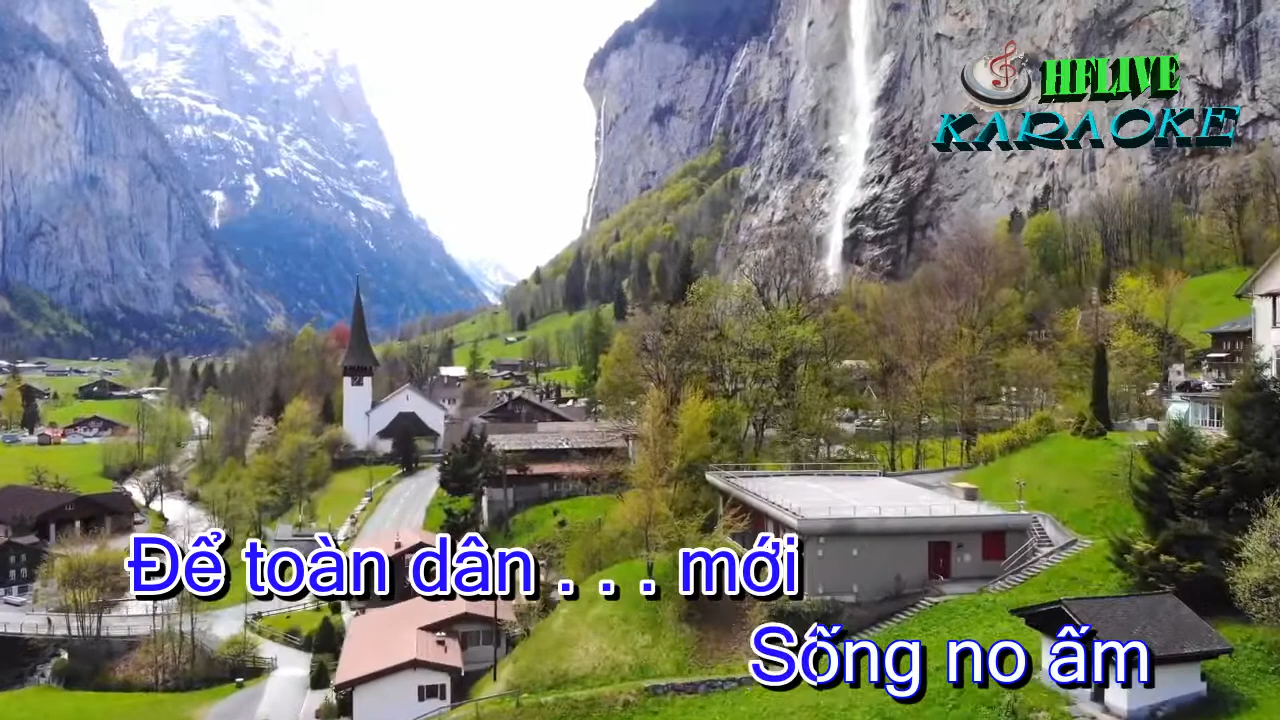 HFLIVE
KARAOKE
Để toàn dân . . . mới
Sống no ấm